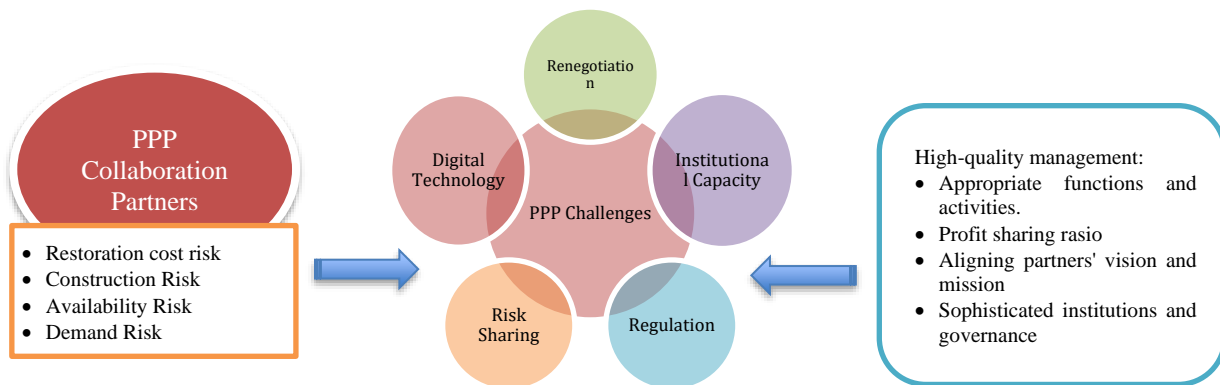 PPP
Collaboration
Partners
• Restoration cost risk
• Construction Risk
• Availability Risk
• Demand Risk
Renegotiatio
n
Digital
Technology
Institutiona
l Capacity
PPP Challenges
Risk
Sharing
Regulation
High-quality management:
• Appropriate functions and
activities.
• Profit sharing rasio
• Aligning partners' vision and
mission
• Sophisticated institutions and
governance